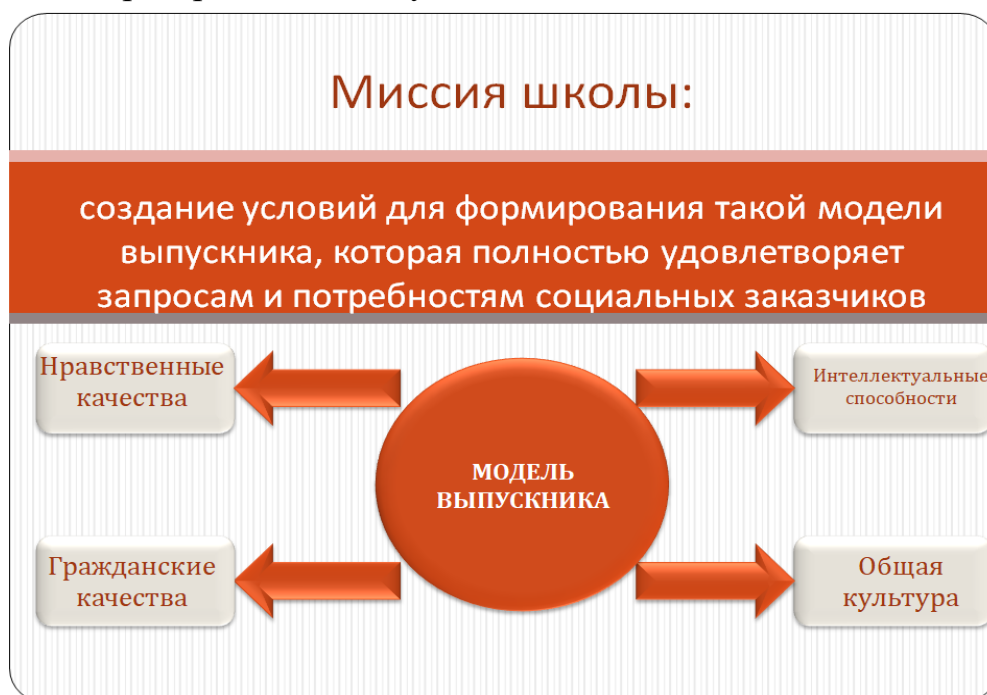 Миссия школы:
создание условий для формирования такой модели
выпускника, которая полностью удовлетворяет
запросам и потребностям социальных заказчиков
Нравственные
качества
Интеллектуальные
способности
МОДЕЛЬ
ВЫПУСКНИКА
Гражданские
качества
Общая
культура